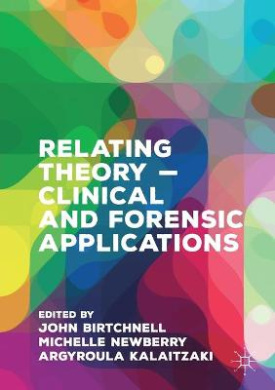 RELATING
THEORY —
CLINICAL
AND FORENSIC
APPLICATIONS
EDITED BY
JOHN BIRTCHNELL
MICHELLE NEWBERRY
ARGYROULA KALAITZAKI